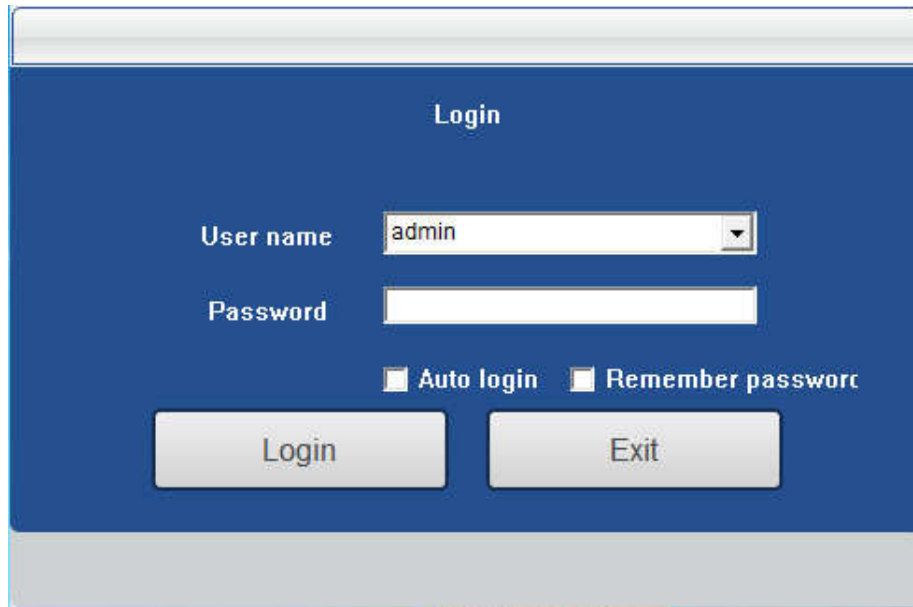 Login
User name admin
Password
Auto login Remember passworc
Login Exit